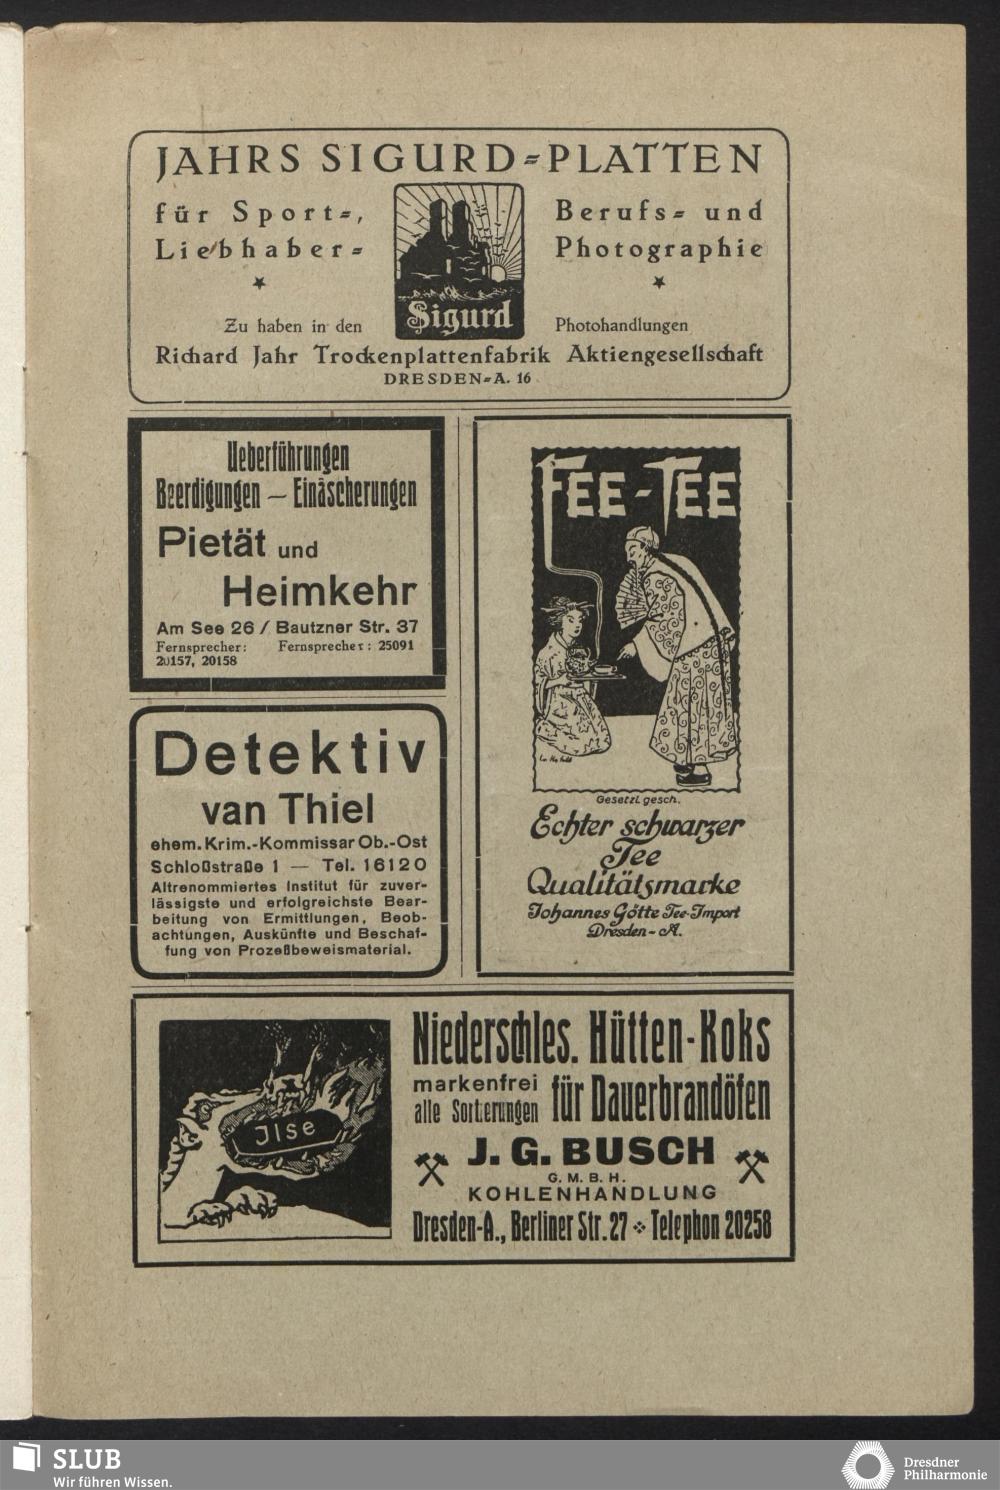 JAHRS SIGURD=PLATTEN
für Sport=, Berufs= und
Liebhaber= Photographie
Sigurd
Zu haben in den Photohandlungen
Richard Jahr Trockenplattenfabrik Aktiengesellschaft
DRESDEN=A. 16
Ueberführungen
Beerdigungen — Einäscherungen
Pietät und
Heimkehr
Am See 26 / Bautzner Str. 37
Fernsprecher: Fernsprecher: 25091
20157, 20158
Detektiv
van Thiel
ehem. Krim.-Kommissar Ob.-Ost
Schloßstraße 1 — Tel. 16120
Altrenommiertes Institut für zuver-
lässigste und erfolgreichste Bear-
beitung von Ermittlungen, Beob-
achtungen, Auskünfte und Beschaf-
fung von Prozeßbeweismaterial.
FEE-TEE
Gesetzl. gesch.
Echter schwarzer
Tee
Qualitätsmarke
Johannes Götte Tee-Import
Dresden-A.
Ilse
Niederschles. Hütten-Koks
markenfrei
alle Sortierungen für Dauerbrandöfen
J. G. BUSCH
G. M. B. H.
KOHLENHANDLUNG
Dresden-A., Berliner Str. 27 Telephon 20258
SLUB
Wir führen Wissen.
Dresdner
Philharmonie